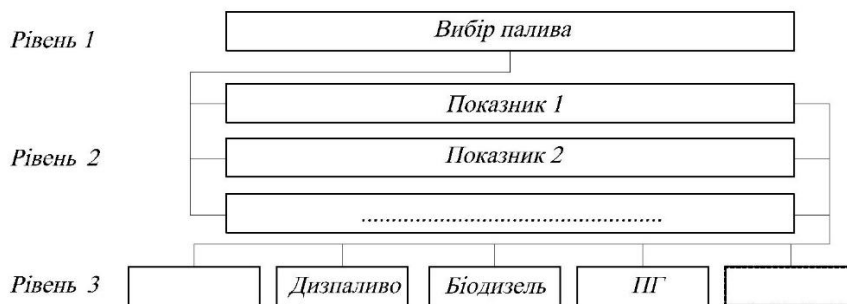 Рівень 1
Вибір палива
Показник 1
Рівень 2
Показник 2
..................................................
Рівень 3
Дизпаливо
Біодизель
ПГ